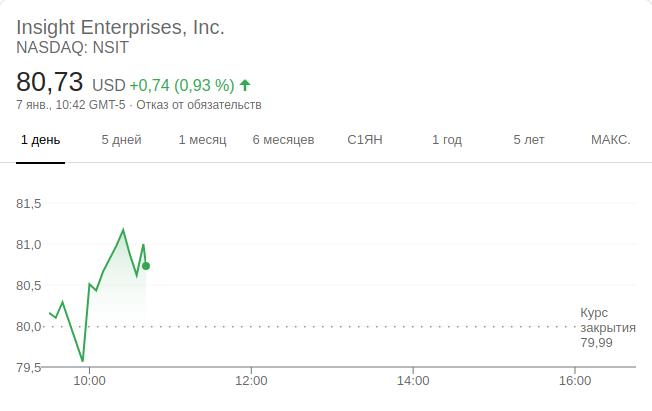 Insight Enterprises, Inc.
NASDAQ: NSIT
80,73 USD +0,74 (0,93 %)
7 янв., 10:42 GMT-5 · Отказ от обязательств
1 день 5 дней 1 месяц 6 месяцев С1ЯН 1 год 5 лет МАКС.
81,5
81,0
80,5
80,0
79,5
Курс
закрытия
79,99
10:00 12:00 14:00 16:00